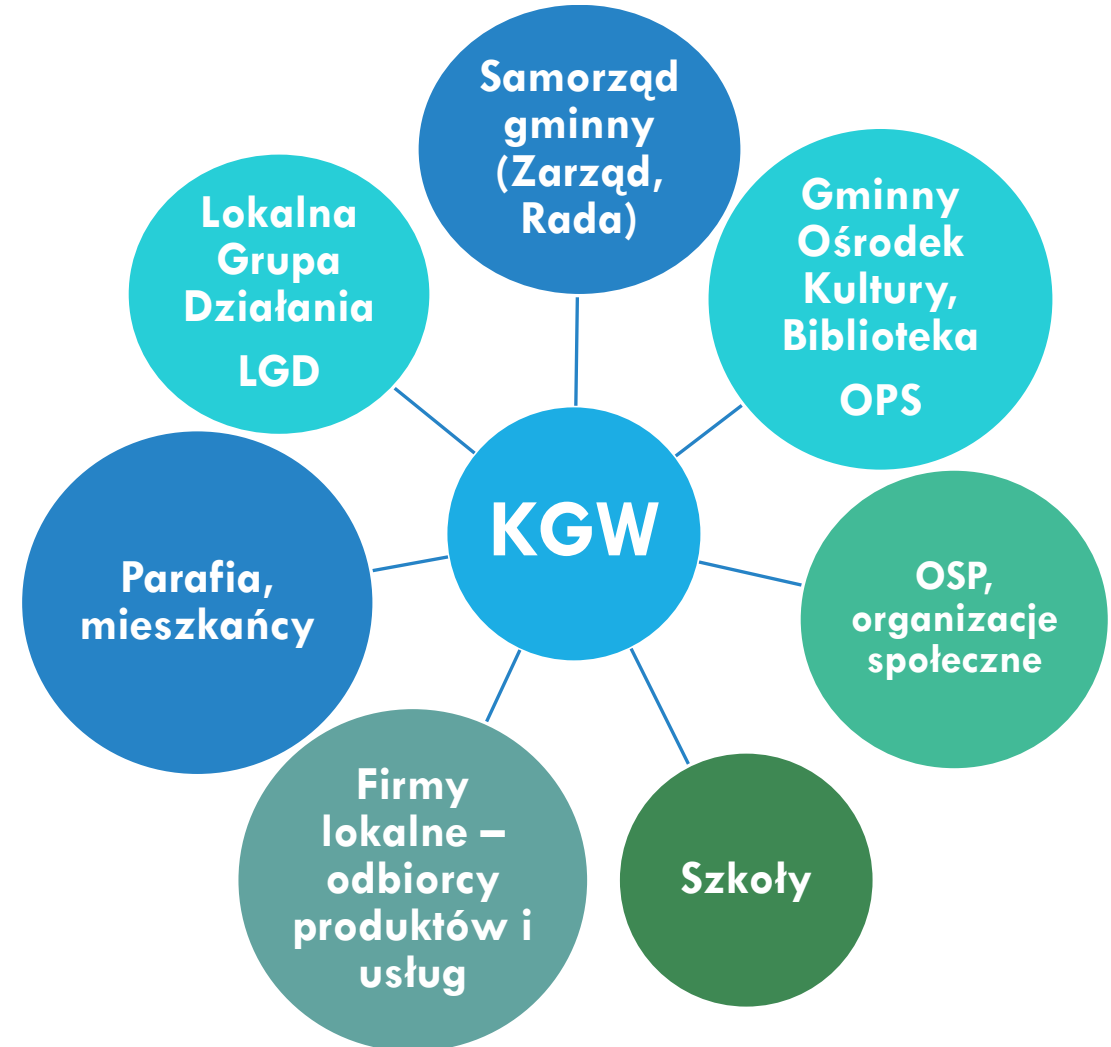 Samorząd
gminny
(Zarząd,
Rada)
Gminny
Ośrodek
Kultury,
Biblioteka
OPS
OSP,
organizacje
społeczne
Szkoły
Firmy
lokalne –
odbiorcy
produktów i
usług
Parafia,
mieszkańcy
Lokalna
Grupa
Działania
LGD
KGW